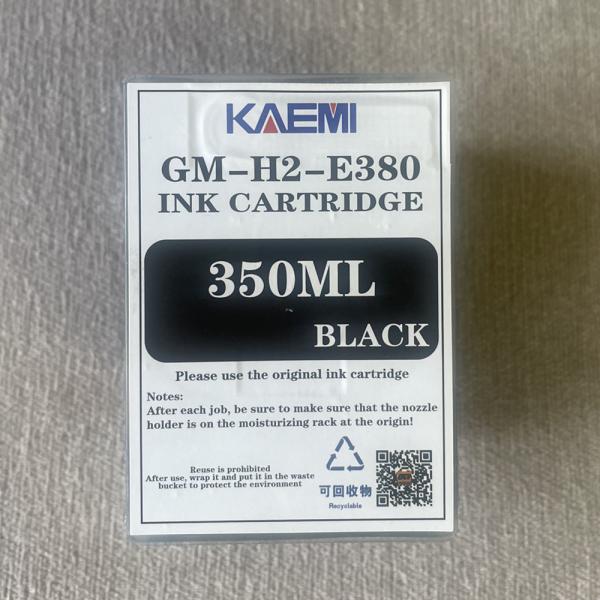 KAEMI
GM-H2-E380
INK CARTRIDGE
350ML
BLACK
Please use the original ink cartridge
Notes:
After each job, be sure to make sure that the nozzle
holder is on the moisturizing rack at the origin!
Reuse is prohibited
After use, wrap it and put it in the waste
bucket to protect the environment
可回收物
Recyclable